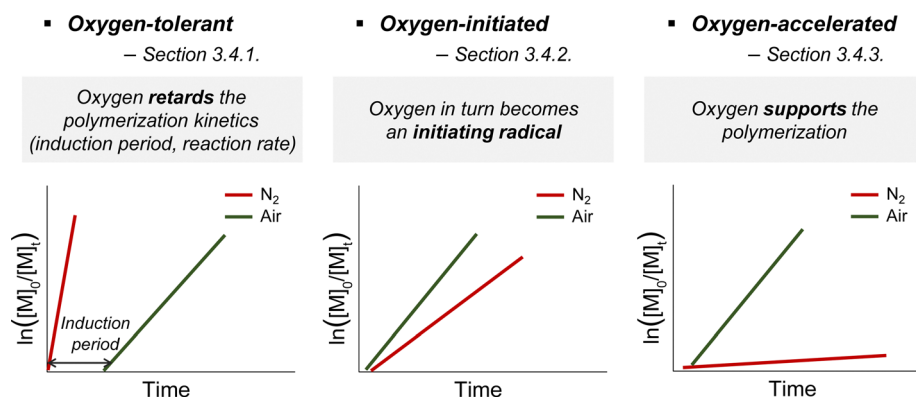 ▪ Oxygen-tolerant
– Section 3.4.1.
Oxygen retards the
polymerization kinetics
(induction period, reaction rate)
N₂
Air
ln([M]₀/[M]ₜ)
Induction
period
Time
▪ Oxygen-initiated
– Section 3.4.2.
Oxygen in turn becomes
an initiating radical
N₂
Air
ln([M]₀/[M]ₜ)
Time
▪ Oxygen-accelerated
– Section 3.4.3.
Oxygen supports the
polymerization
N₂
Air
ln([M]₀/[M]ₜ)
Time